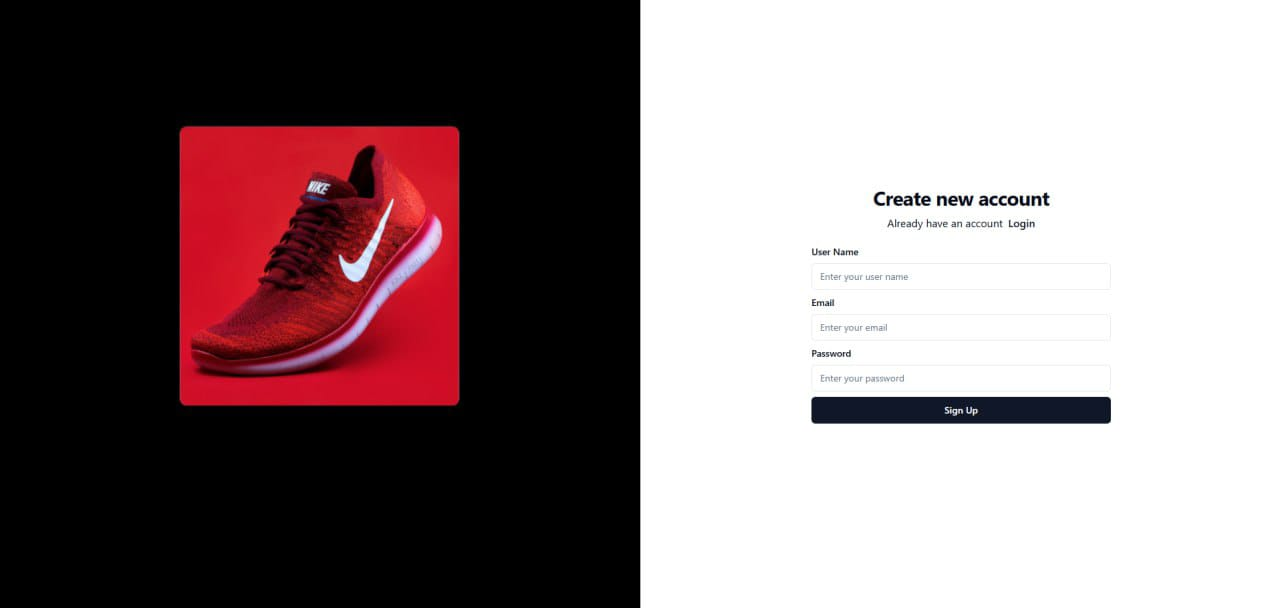 NIKE
Create new account
Already have an account Login
User Name
Enter your user name
Email
Enter your email
Password
Enter your password
Sign Up